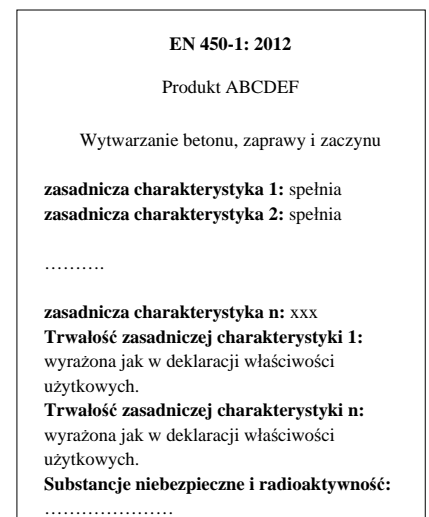 EN 450-1: 2012
Produkt ABCDEF
Wytwarzanie betonu, zaprawy i zaczynu
zasadnicza charakterystyka 1: spełnia
zasadnicza charakterystyka 2: spełnia
……….
zasadnicza charakterystyka n: xxx
Trwałość zasadniczej charakterystyki 1:
wyrażona jak w deklaracji właściwości
użytkowych.
Trwałość zasadniczej charakterystyki n:
wyrażona jak w deklaracji właściwości
użytkowych.
Substancje niebezpieczne i radioaktywność:
…………………